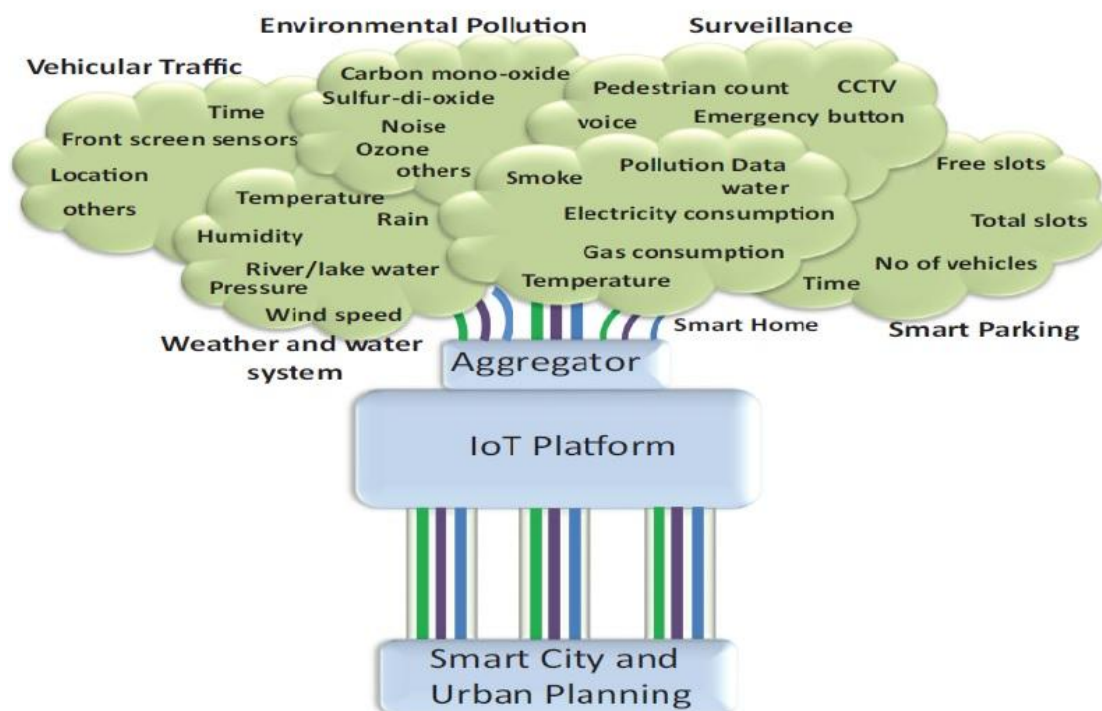 Environmental Pollution
Surveillance
Vehicular Traffic
Carbon mono-oxide
Sulfur-di-oxide
Noise
Ozone
others
Pedestrian count
CCTV
voice
Emergency button
Time
Front screen sensors
Location
others
Temperature
Rain
Humidity
River/lake water
Pressure
Wind speed
Smoke
Pollution Data
water
Electricity consumption
Gas consumption
Temperature
Free slots
Total slots
No of vehicles
Time
Weather and water
system
Smart Home
Smart Parking
Aggregator
IoT Platform
Smart City and
Urban Planning